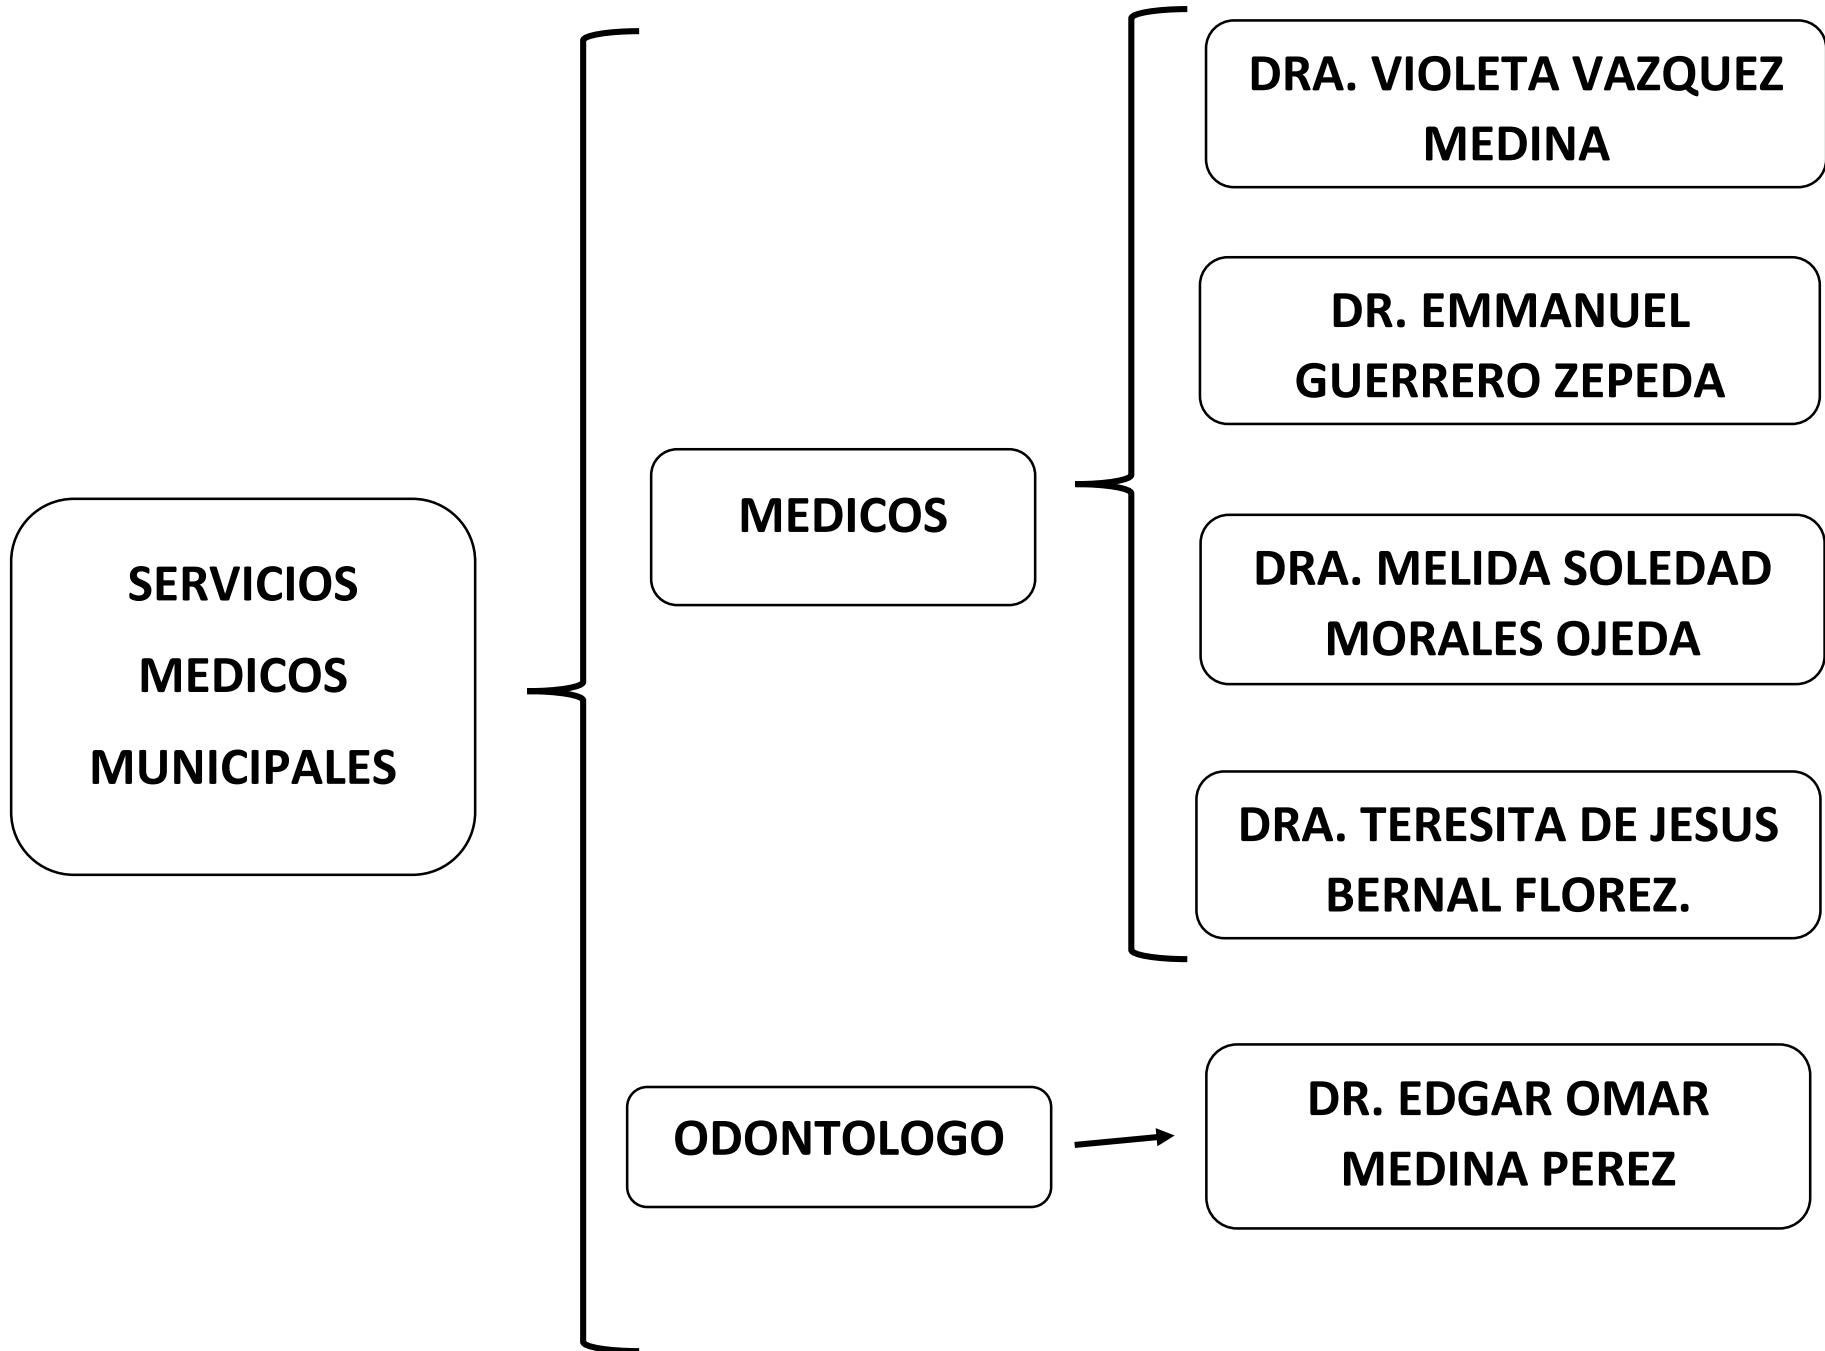 SERVICIOS
MEDICOS
MUNICIPALES
MEDICOS
DRA. VIOLETA VAZQUEZ
MEDINA
DR. EMMANUEL
GUERRERO ZEPEDA
DRA. MELIDA SOLEDAD
MORALES OJEDA
DRA. TERESITA DE JESUS
BERNAL FLOREZ.
ODONTOLOGO
DR. EDGAR OMAR
MEDINA PEREZ